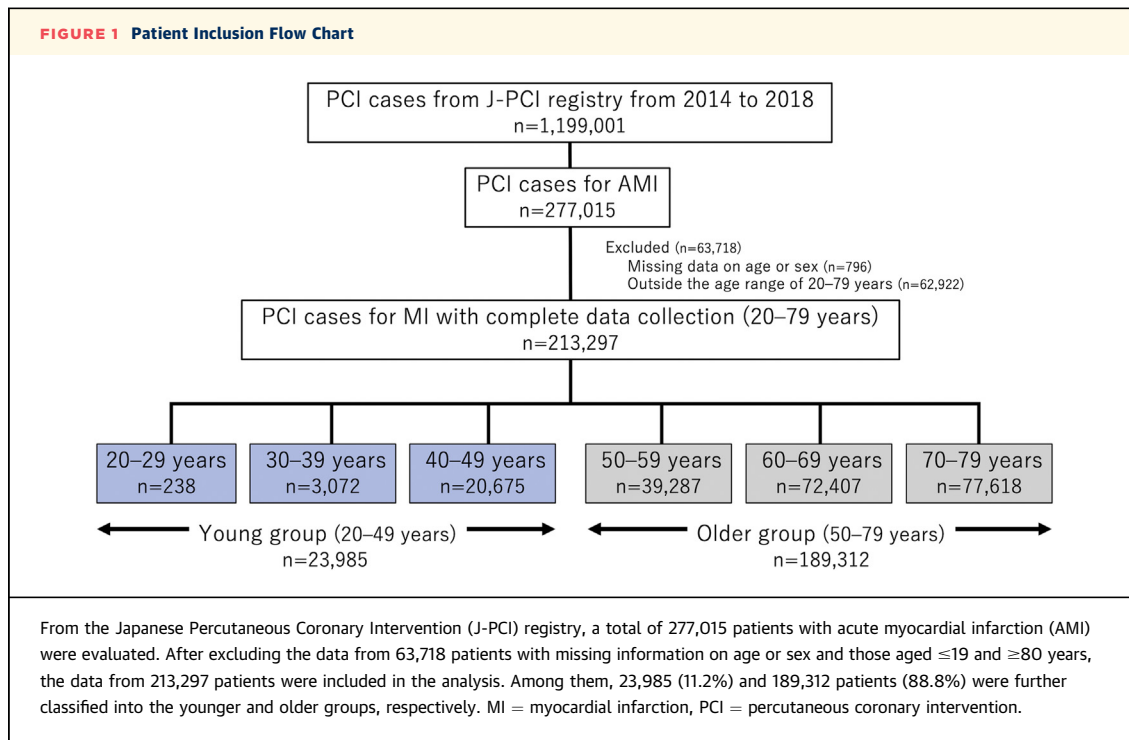 FIGURE 1 Patient Inclusion Flow Chart
PCI cases from J-PCI registry from 2014 to 2018
n=1,199,001
PCI cases for AMI
n=277,015
Excluded (n=63,718)
Missing data on age or sex (n=796)
Outside the age range of 20–79 years (n=62,922)
PCI cases for MI with complete data collection (20–79 years)
n=213,297
20–29 years
n=238
30–39 years
n=3,072
40–49 years
n=20,675
50–59 years
n=39,287
60–69 years
n=72,407
70–79 years
n=77,618
Young group (20–49 years)
n=23,985
Older group (50–79 years)
n=189,312
From the Japanese Percutaneous Coronary Intervention (J-PCI) registry, a total of 277,015 patients with acute myocardial infarction (AMI)
were evaluated. After excluding the data from 63,718 patients with missing information on age or sex and those aged ≤19 and ≥80 years,
the data from 213,297 patients were included in the analysis. Among them, 23,985 (11.2%) and 189,312 patients (88.8%) were further
classified into the younger and older groups, respectively. MI = myocardial infarction, PCI = percutaneous coronary intervention.